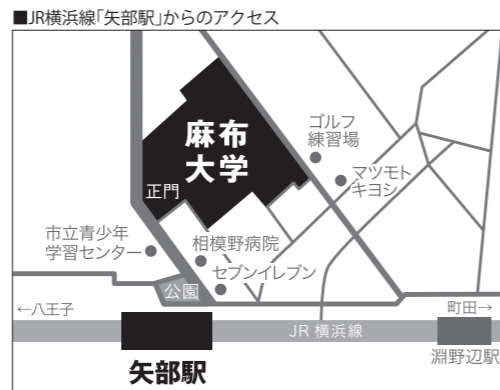 ■JR横浜線「矢部駅」からのアクセス
麻布
大学
正門
ゴルフ
練習場
マツモト
キヨシ
市立青少年
学習センター
相模野病院
セブンイレブン
公園
←八王子
町田→
JR横浜線
矢部駅
淵野辺駅